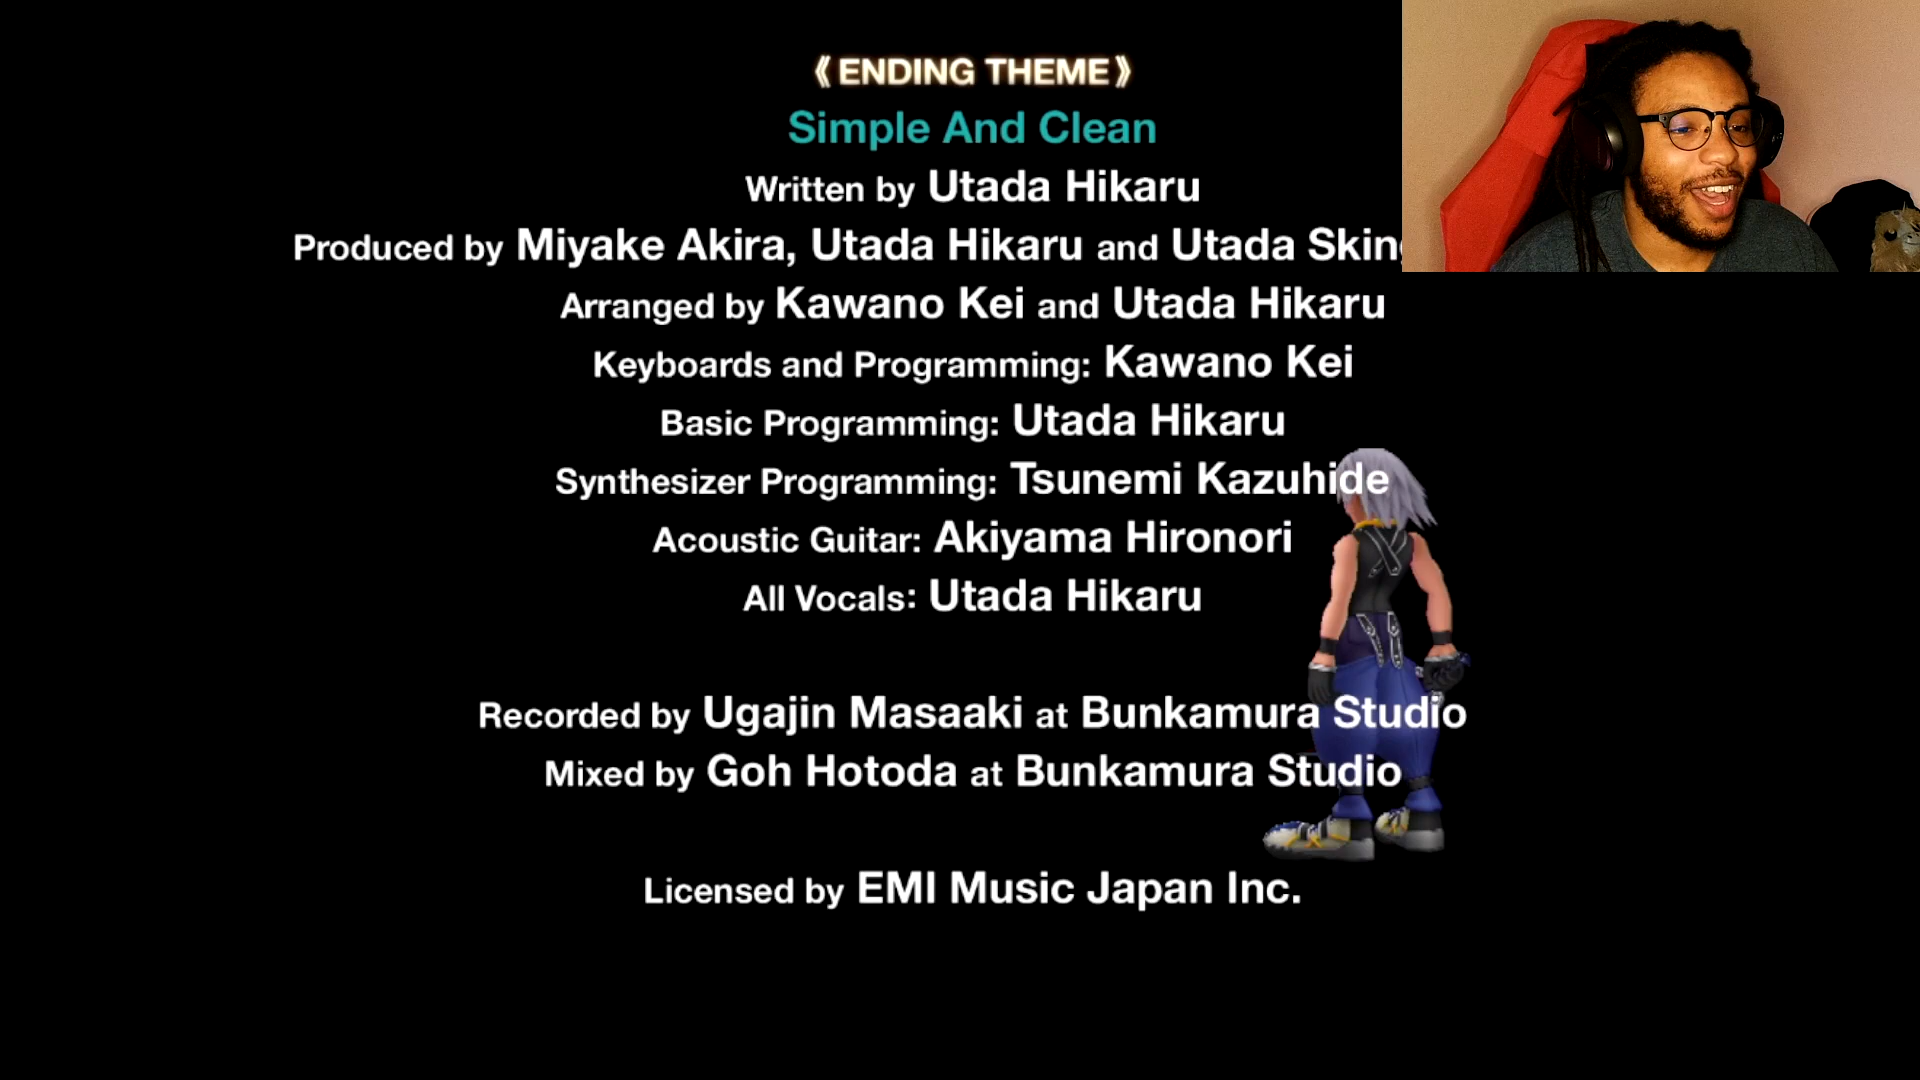 《ENDING THEME》
Simple And Clean
Written by Utada Hikaru
Produced by Miyake Akira, Utada Hikaru and Utada
Arranged by Kawano Kei and Utada Hikaru
Keyboards and Programming: Kawano Kei
Basic Programming: Utada Hikaru
Synthesizer Programming: Tsunemi Kazuhide
Acoustic Guitar: Akiyama Hironori
All Vocals: Utada Hikaru
Recorded by Ugajin Masaaki at Bunkamura Studio
Mixed by Goh Hotoda at Bunkamura Studio
Licensed by EMI Music Japan Inc.